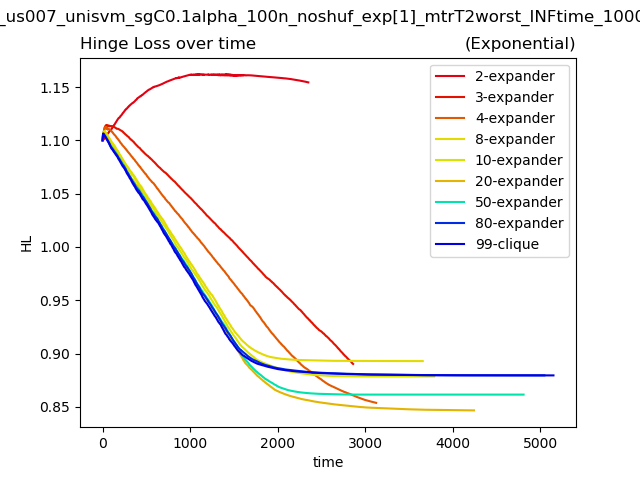 _us007_unisvm_sgC0.1alpha_100n_noshuf_exp[1]_mtrT2worst_INFtime_1000
Hinge Loss over time (Exponential)
2-expander
3-expander
4-expander
8-expander
10-expander
20-expander
50-expander
80-expander
99-clique
1.15
1.10
1.05
1.00
0.95
0.90
0.85
HL
0 1000 2000 3000 4000 5000
time